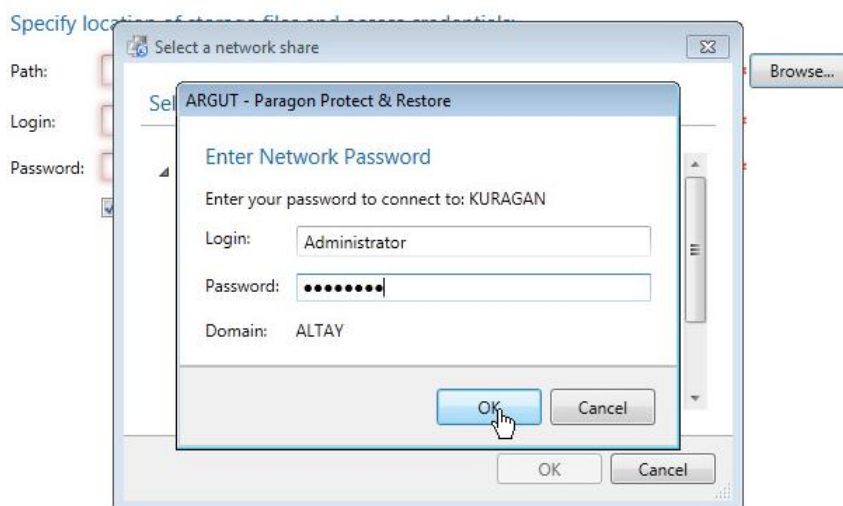 Specify location of storage files and access credentials:
Select a network share
Path:
Browse...
Sel
ARGUT - Paragon Protect & Restore
Login:
Enter Network Password
Password:
Enter your password to connect to: KURAGAN
Login:
Administrator
Password:
••••••••
Domain:
ALTAY
OK
Cancel
OK
Cancel